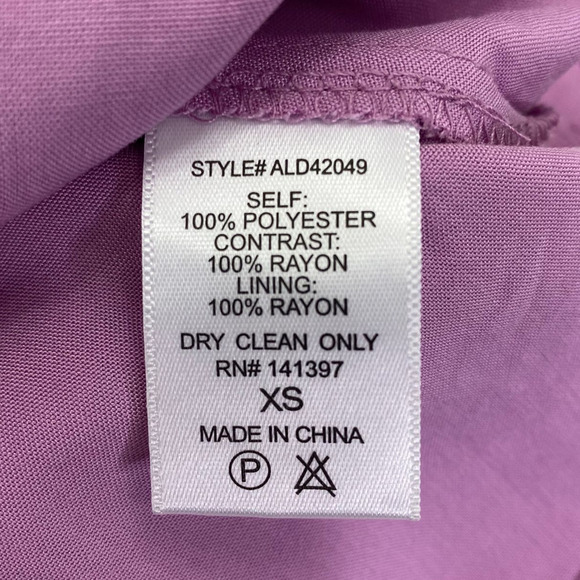 STYLE# ALD42049
SELF:
100% POLYESTER
CONTRAST:
100% RAYON
LINING:
100% RAYON
DRY CLEAN ONLY
RN# 141397
XS
MADE IN CHINA
P